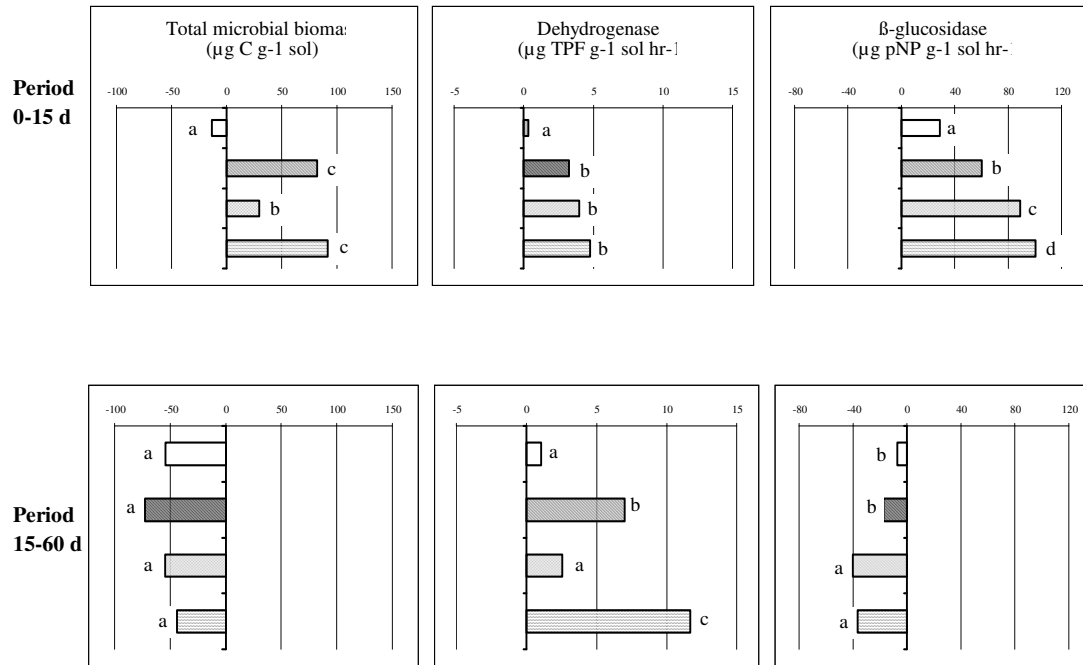 Total microbial biomas
(µg C g-1 sol)
Dehydrogenase
(µg TPF g-1 sol hr-1
ß-glucosidase
(µg pNP g-1 sol hr-
Period
0-15 d
-100 -50 0 50 100 150
-5 0 5 10 15
-80 -40 0 40 80 120
a a a
c b b
b b c
c b d
-100 -50 0 50 100 150
-5 0 5 10 15
-80 -40 0 40 80 120
Period
15-60 d
a a b
a b b
a a a
a c a